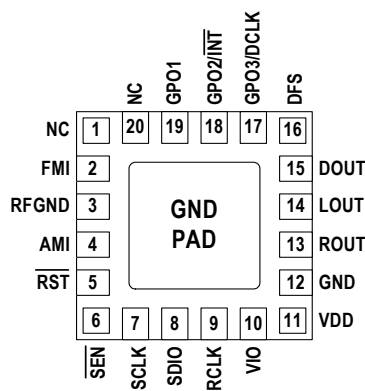 NC
GPO1
GPO2/INT
GPO3/DCLK
DFS
NC 1 20 19 18 17 16
FMI 2 15 DOUT
RFGND 3 14 LOUT
AMI 4 13 ROUT
RST 5 12 GND
6 7 8 9 10 11 VDD
GND
PAD
SEN
SCLK
SDIO
RCLK
VIO